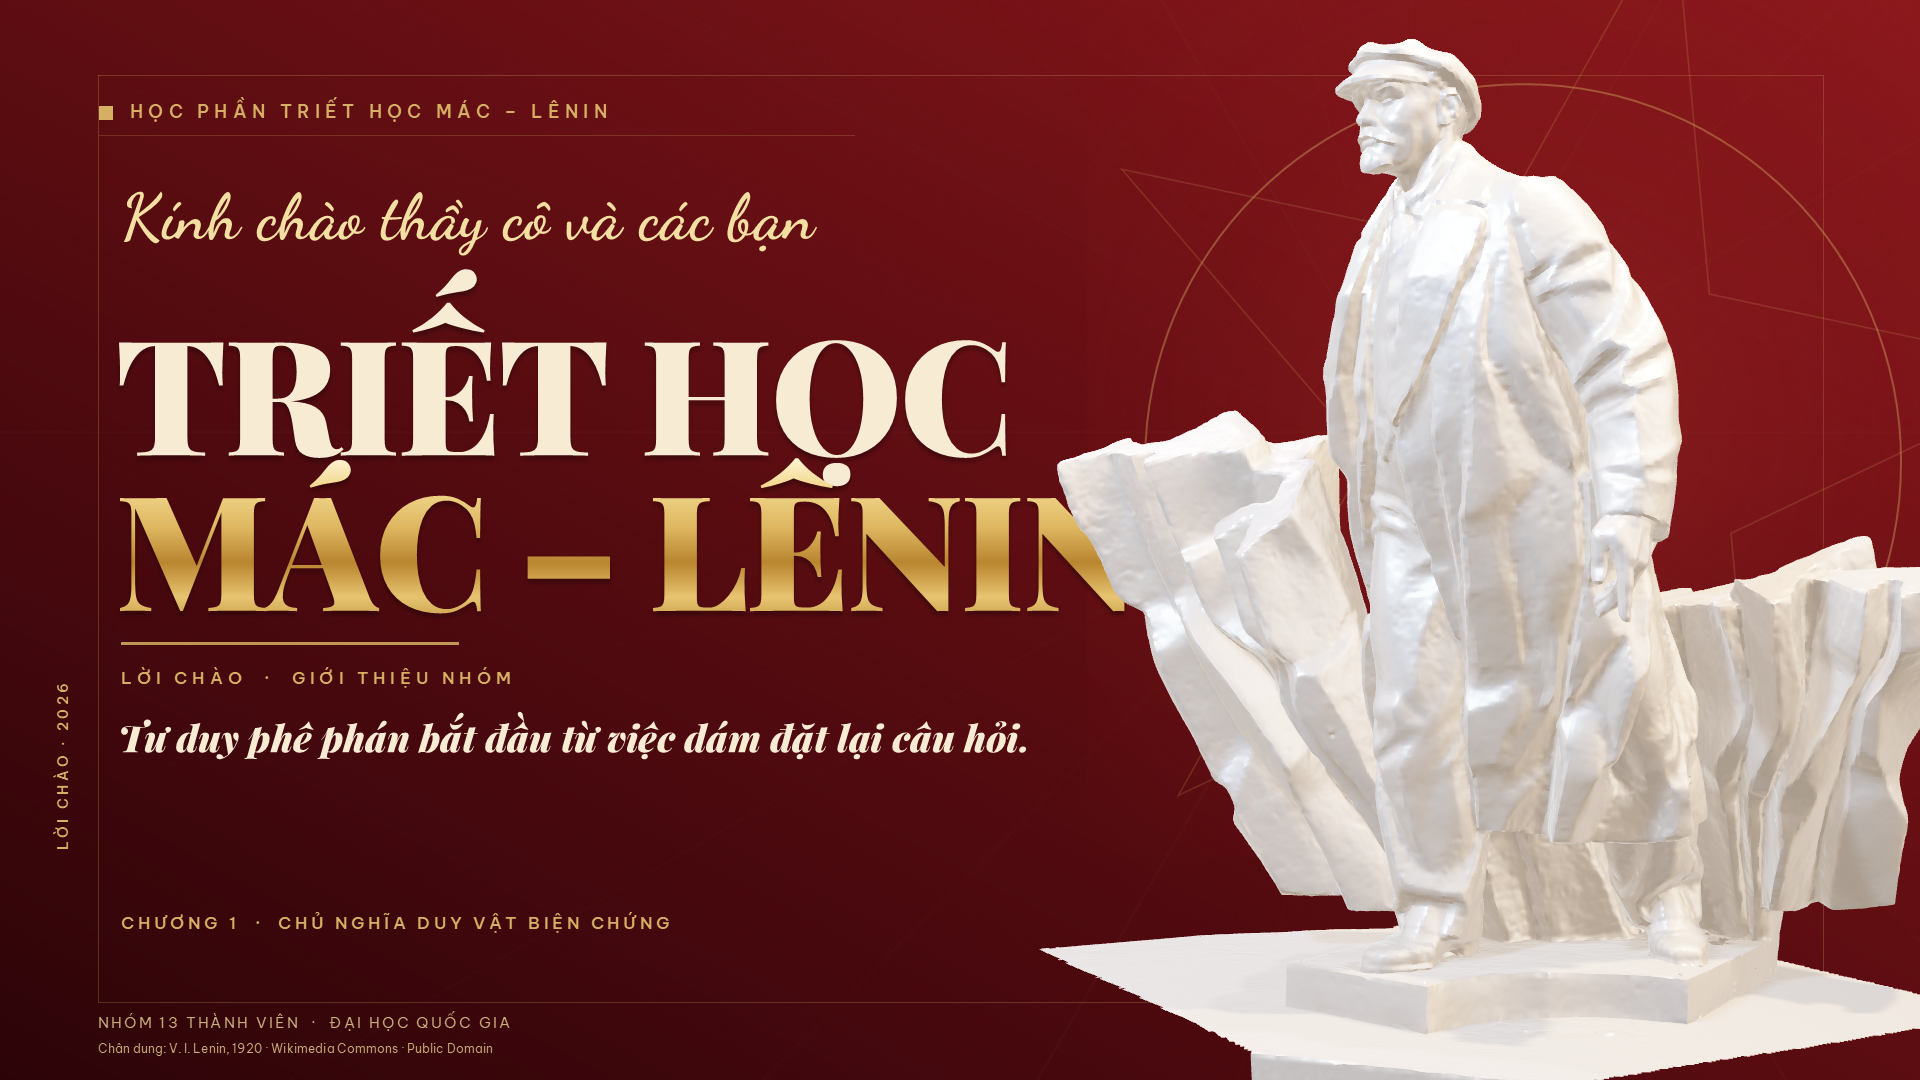 HỌC PHẦN TRIẾT HỌC MÁC – LÊNIN
Kính chào thầy cô và các bạn
TRIẾT HỌC
MÁC – LÊNIN
LỜI CHÀO · GIỚI THIỆU NHÓM
Tư duy phê phán bắt đầu từ việc dám đặt lại câu hỏi.
LỜI CHÀO · 2026
CHƯƠNG 1 · CHỦ NGHĨA DUY VẬT BIỆN CHỨNG
NHÓM 13 THÀNH VIÊN · ĐẠI HỌC QUỐC GIA
Chân dung: V. I. Lenin, 1920 · Wikimedia Commons · Public Domain